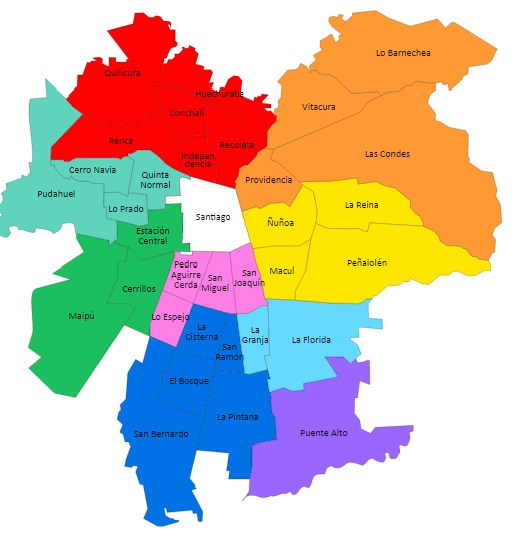 Lo Barnechea
Quilicura
Huechuraba
Vitacura
Conchalí
Renca
Recoleta
Las Condes
Indepen
dencia
Cerro Navia
Quinta
Normal
Providencia
Pudahuel
La Reina
Lo Prado
Santiago
Ñuñoa
Estación
Central
Peñalolén
Pedro
Aguirre
Cerda
San
Miguel
San
Joaquín
Macul
Cerrillos
Maipú
Lo Espejo
La
Cisterna
La
Granja
La Florida
San
Ramón
El Bosque
La Pintana
San Bernardo
Puente Alto